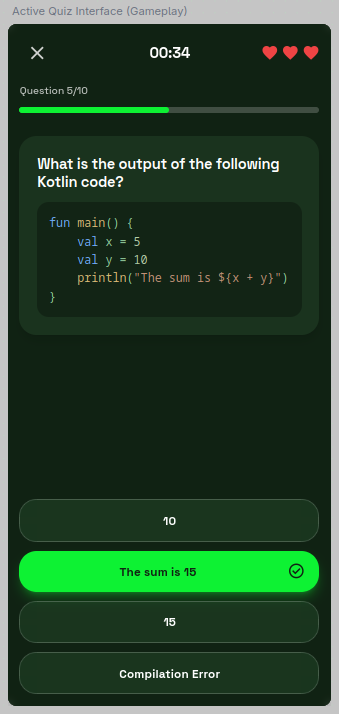 Active Quiz Interface (Gameplay)
00:34
Question 5/10
What is the output of the following
Kotlin code?
fun main() {
    val x = 5
    val y = 10
    println("The sum is ${x + y}")
}
10
The sum is 15
15
Compilation Error